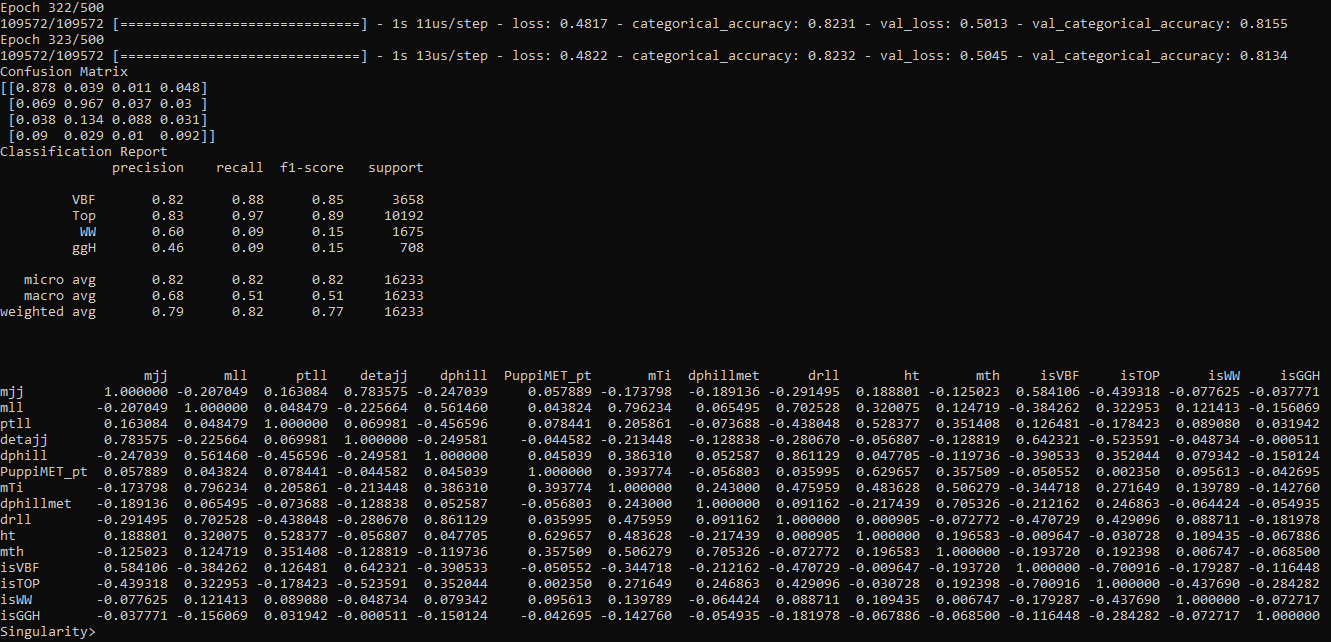 Epoch 322/500
109572/109572 [==============================] - 1s 11us/step - loss: 0.4817 - categorical_accuracy: 0.8231 - val_loss: 0.5013 - val_categorical_accuracy: 0.8155
Epoch 323/500
109572/109572 [==============================] - 1s 13us/step - loss: 0.4822 - categorical_accuracy: 0.8232 - val_loss: 0.5045 - val_categorical_accuracy: 0.8134
Confusion Matrix
[[0.878 0.039 0.011 0.048]
[0.069 0.967 0.037 0.03 ]
[0.038 0.134 0.088 0.031]
[0.09  0.029 0.01  0.092]]
Classification Report
precision recall f1-score support
VBF 0.82 0.88 0.85 3658
Top 0.83 0.97 0.89 10192
WW 0.60 0.09 0.15 1675
ggH 0.46 0.09 0.15 708
micro avg 0.82 0.82 0.82 16233
macro avg 0.68 0.51 0.51 16233
weighted avg 0.79 0.82 0.77 16233
mjj mll ptll detajj dphill PuppiMET_pt mTi dphillmet drll ht mth isVBF isTOP isWW isGGH
mjj 1.000000 -0.207049 0.163084 0.783575 -0.247039 0.057889 -0.173798 -0.189136 -0.291495 0.188801 -0.125023 0.584106 -0.439318 -0.077625 -0.037771
mll -0.207049 1.000000 0.048479 -0.225664 0.561460 0.043824 0.796234 0.065495 0.702528 0.320075 0.124719 -0.384262 0.322953 0.121413 -0.156069
ptll 0.163084 0.048479 1.000000 0.069981 -0.456596 0.078441 0.205861 -0.073688 -0.438048 0.528377 0.351408 0.126481 -0.178423 0.089080 0.031942
detajj 0.783575 -0.225664 0.069981 1.000000 -0.249581 -0.044582 -0.213448 -0.128838 -0.280670 -0.056807 -0.128819 0.642321 -0.523591 -0.048734 -0.000511
dphill -0.247039 0.561460 -0.456596 -0.249581 1.000000 0.045039 0.386310 0.052587 0.861129 0.047705 -0.119736 -0.390533 0.352044 0.079342 -0.150124
PuppiMET_pt 0.057889 0.043824 0.078441 -0.044582 0.045039 1.000000 0.393774 -0.056803 0.035995 0.629657 0.357509 -0.050552 0.002350 0.095613 -0.042695
mTi -0.173798 0.796234 0.205861 -0.213448 0.386310 0.393774 1.000000 0.243000 0.475959 0.483628 0.506279 -0.344718 0.271649 0.139789 -0.142760
dphillmet -0.189136 0.065495 -0.073688 -0.128838 0.052587 -0.056803 0.243000 1.000000 0.091162 -0.217439 0.705326 -0.212162 0.246863 -0.064424 -0.054935
drll -0.291495 0.702528 -0.438048 -0.280670 0.861129 0.035995 0.475959 0.091162 1.000000 0.000905 -0.072772 -0.470729 0.429096 0.088711 -0.181978
ht 0.188801 0.320075 0.528377 -0.056807 0.047705 0.629657 0.483628 -0.217439 0.000905 1.000000 0.196583 -0.009647 -0.030728 0.109435 -0.067886
mth -0.125023 0.124719 0.351408 -0.128819 -0.119736 0.357509 0.506279 0.705326 -0.072772 0.196583 1.000000 -0.193720 0.192398 0.006747 -0.068500
isVBF 0.584106 -0.384262 0.126481 0.642321 -0.390533 -0.050552 -0.344718 -0.212162 -0.470729 -0.009647 -0.193720 1.000000 -0.700916 -0.179287 -0.116448
isTOP -0.439318 0.322953 -0.178423 -0.523591 0.352044 0.002350 0.271649 0.246863 0.429096 -0.030728 0.192398 -0.700916 1.000000 -0.437690 -0.284282
isWW -0.077625 0.121413 0.089080 -0.048734 0.079342 0.095613 0.139789 -0.064424 0.088711 0.109435 0.006747 -0.179287 -0.437690 1.000000 -0.072717
isGGH -0.037771 -0.156069 0.031942 -0.000511 -0.150124 -0.042695 -0.142760 -0.054935 -0.181978 -0.067886 -0.068500 -0.116448 -0.284282 -0.072717 1.000000
Singularity>